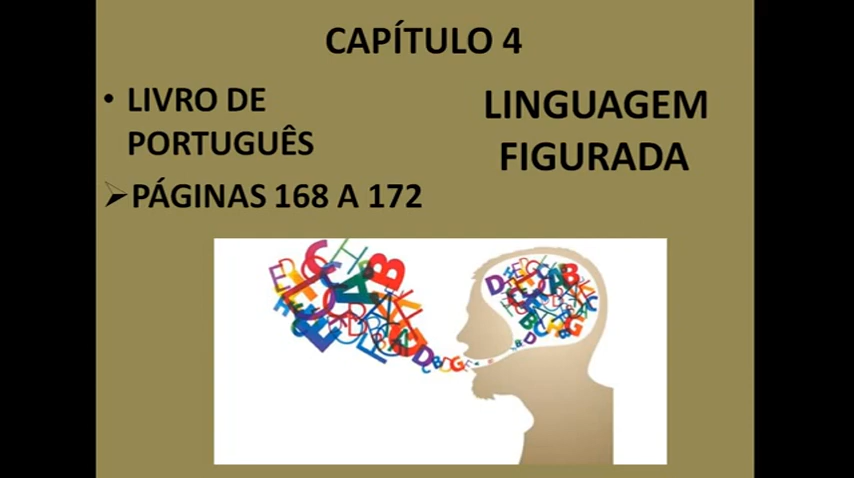 CAPÍTULO 4
• LIVRO DE
PORTUGUÊS
➢PÁGINAS 168 A 172
LINGUAGEM
FIGURADA